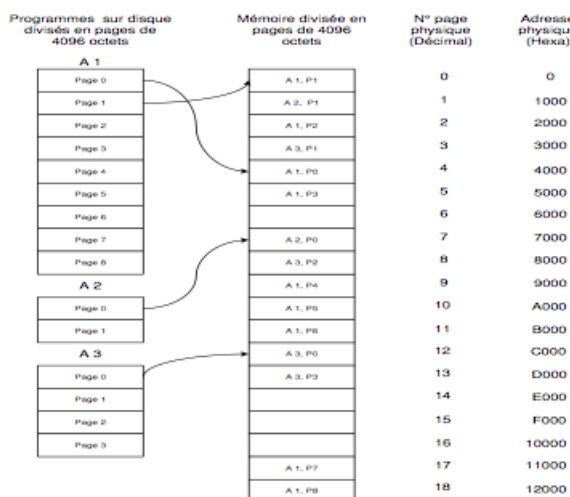 Programmes sur disque
divisés en pages de
4096 octets
A 1
Page 0
Page 1
Page 2
Page 3
Page 4
Page 5
Page 6
Page 7
Page 8
A 2
Page 0
Page 1
A 3
Page 0
Page 1
Page 2
Page 3
Mémoire divisée en
pages de 4096
octets
A 1, P1
A 2, P1
A 1, P2
A 3, P1
A 1, P0
A 1, P3
A 2, P0
A 3, P2
A 1, P4
A 1, P5
A 1, P6
A 3, P0
A 3, P3
A 1, P7
A 1, P8
N° page
physique
(Décimal)
0
1
2
3
4
5
6
7
8
9
10
11
12
13
14
15
16
17
18
Adresse
physiqu
(Hexa)
0
1000
2000
3000
4000
5000
6000
7000
8000
9000
A000
B000
C000
D000
E000
F000
10000
11000
12000